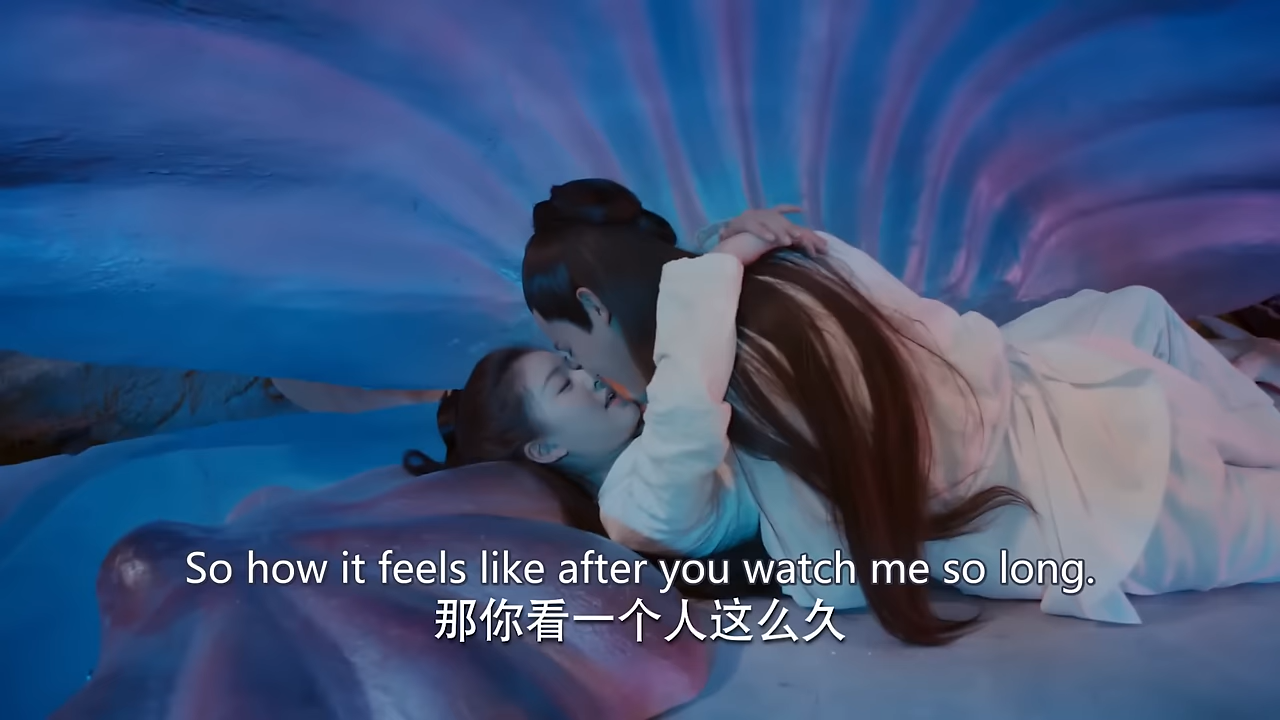 So how it feels like after you watch me so long.
那你看一个人这么久